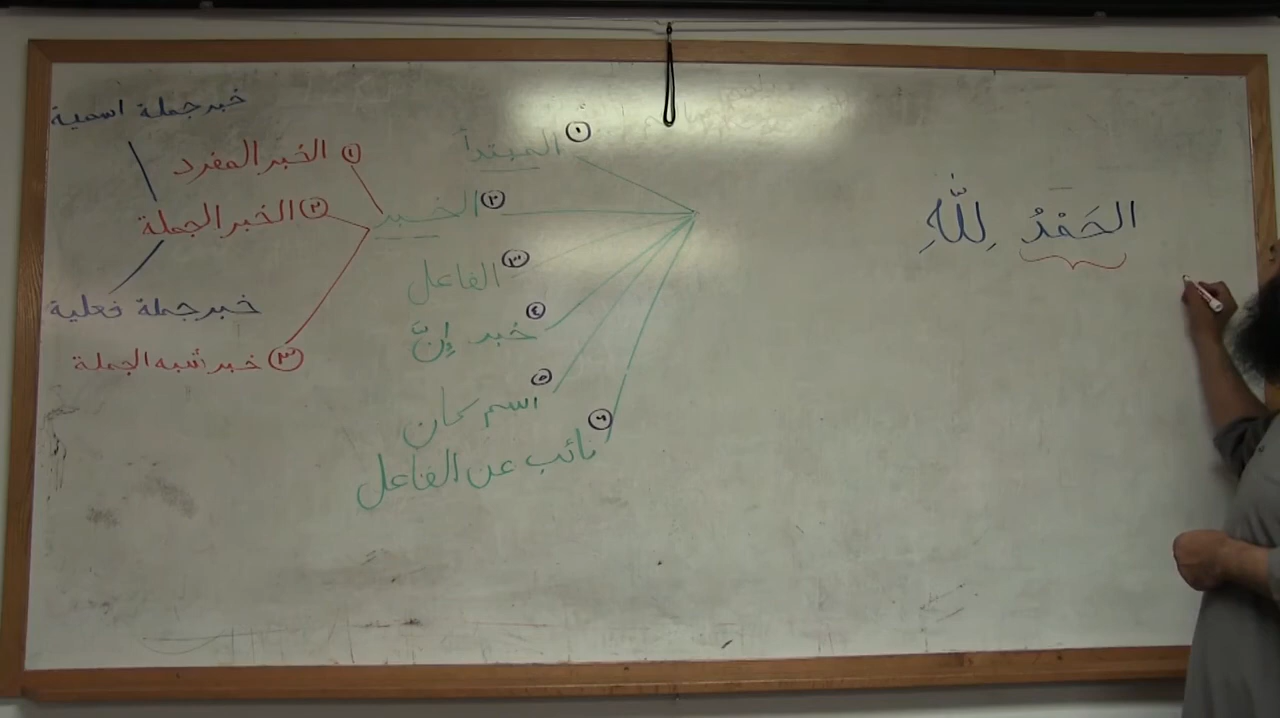 الحَمْدُ لِلّٰهِ
١ المبتدأ
٢ الخبر
٣ الفاعل
٤ خبر إنّ
٥ اسم كان
٦ نائب عن الفاعل
١ الخبر المفرد
٢ الخبر الجملة
٣ خبر شبه الجملة
خبر جملة اسمية
خبر جملة فعلية